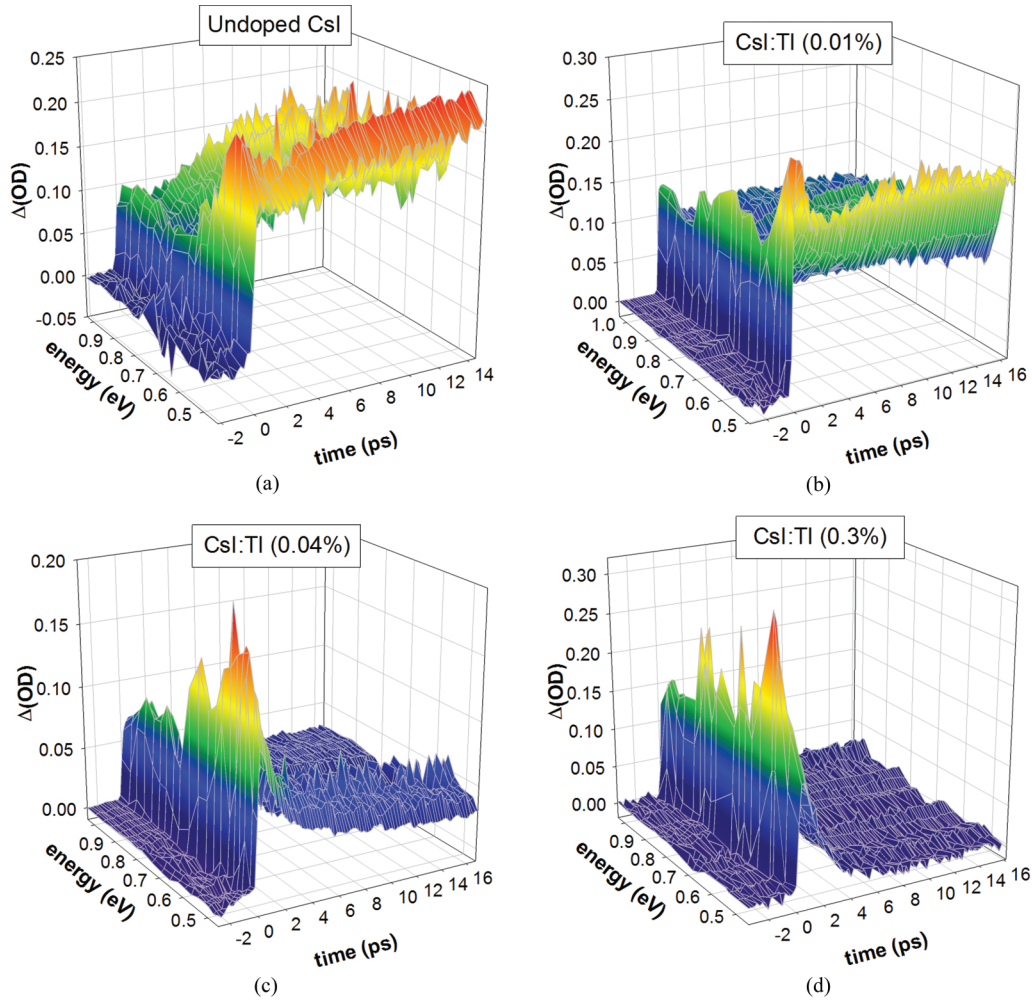 Undoped CsI
0.25
0.20
0.15
0.10
0.05
0.00
-0.05
Δ(OD)
0.9
0.8
0.7
0.6
0.5
energy (eV)
-2 0 2 4 6 8 10 12 14
time (ps)
(a)
CsI:Tl (0.01%)
0.30
0.25
0.20
0.15
0.10
0.05
0.00
Δ(OD)
1.0
0.9
0.8
0.7
0.6
0.5
energy (eV)
-2 0 2 4 6 8 10 12 14 16
time (ps)
(b)
CsI:Tl (0.04%)
0.20
0.15
0.10
0.05
0.00
Δ(OD)
0.9
0.8
0.7
0.6
0.5
energy (eV)
-2 0 2 4 6 8 10 12 14 16
time (ps)
(c)
CsI:Tl (0.3%)
0.30
0.25
0.20
0.15
0.10
0.05
0.00
Δ(OD)
0.9
0.8
0.7
0.6
0.5
energy (eV)
-2 0 2 4 6 8 10 12 14 16
time (ps)
(d)